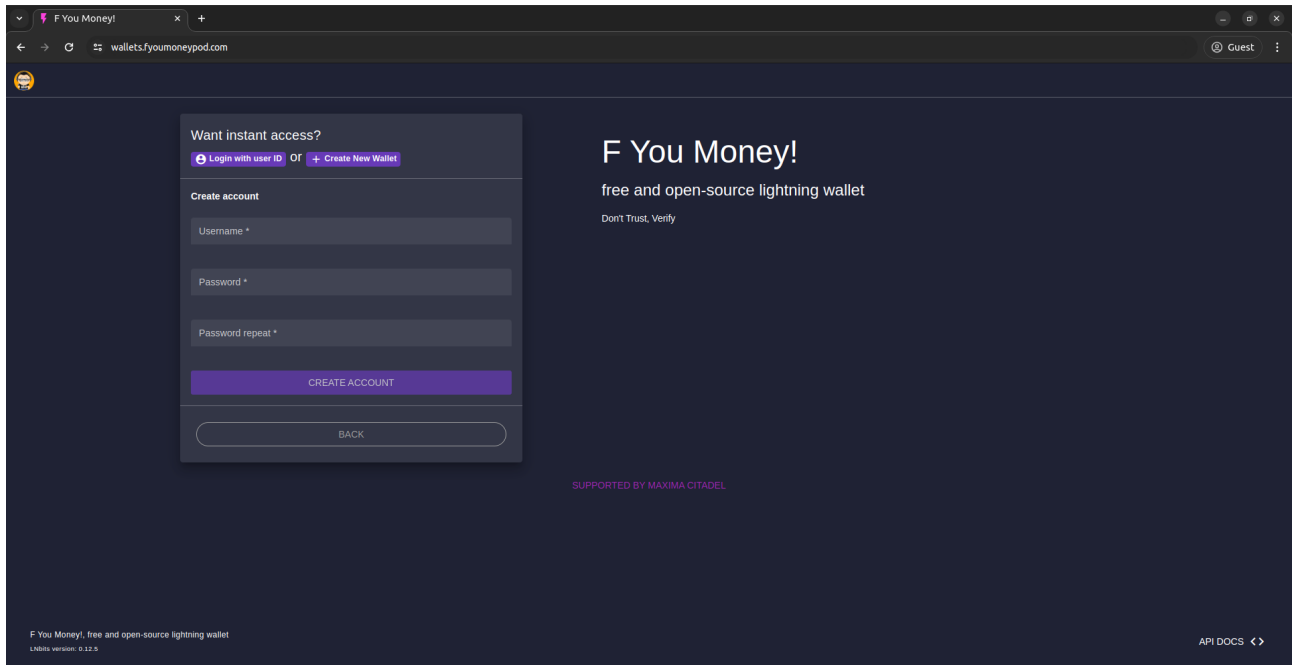 F You Money!
wallets.fyoumoneypod.com
Guest
Want instant access?
Login with user ID or + Create New Wallet
Create account
Username *
Password *
Password repeat *
CREATE ACCOUNT
BACK
F You Money!
free and open-source lightning wallet
Don't Trust, Verify
SUPPORTED BY MAXIMA CITADEL
F You Money!, free and open-source lightning wallet
LNbits version: 0.12.5
API DOCS